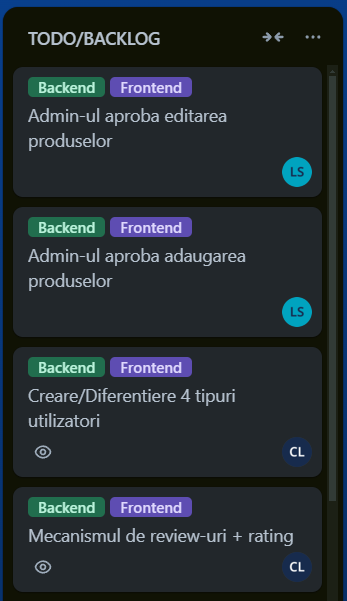 TODO/BACKLOG
Backend Frontend
Admin-ul aproba editarea
produselor
LS
Backend Frontend
Admin-ul aproba adaugarea
produselor
LS
Backend Frontend
Creare/Diferentiere 4 tipuri
utilizatori
CL
Backend Frontend
Mecanismul de review-uri + rating
CL